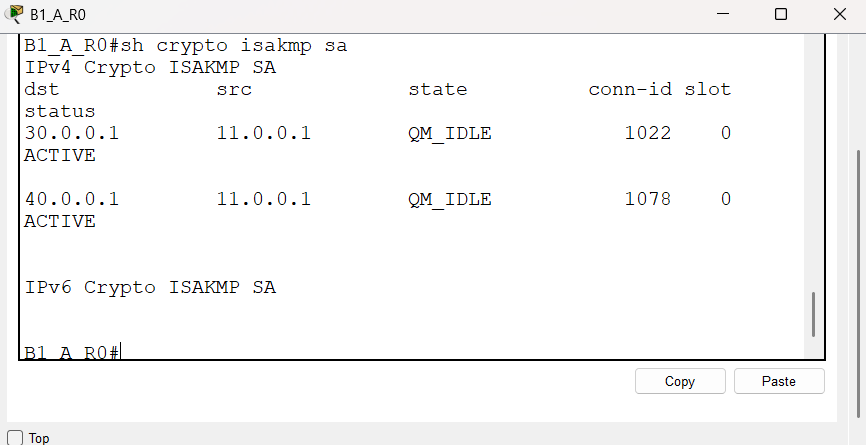 B1_A_R0
B1_A_R0#sh crypto isakmp sa
IPv4 Crypto ISAKMP SA
dst src state conn-id slot
status
30.0.0.1 11.0.0.1 QM_IDLE 1022 0
ACTIVE
40.0.0.1 11.0.0.1 QM_IDLE 1078 0
ACTIVE
IPv6 Crypto ISAKMP SA
B1_A_R0#
Copy Paste
Top